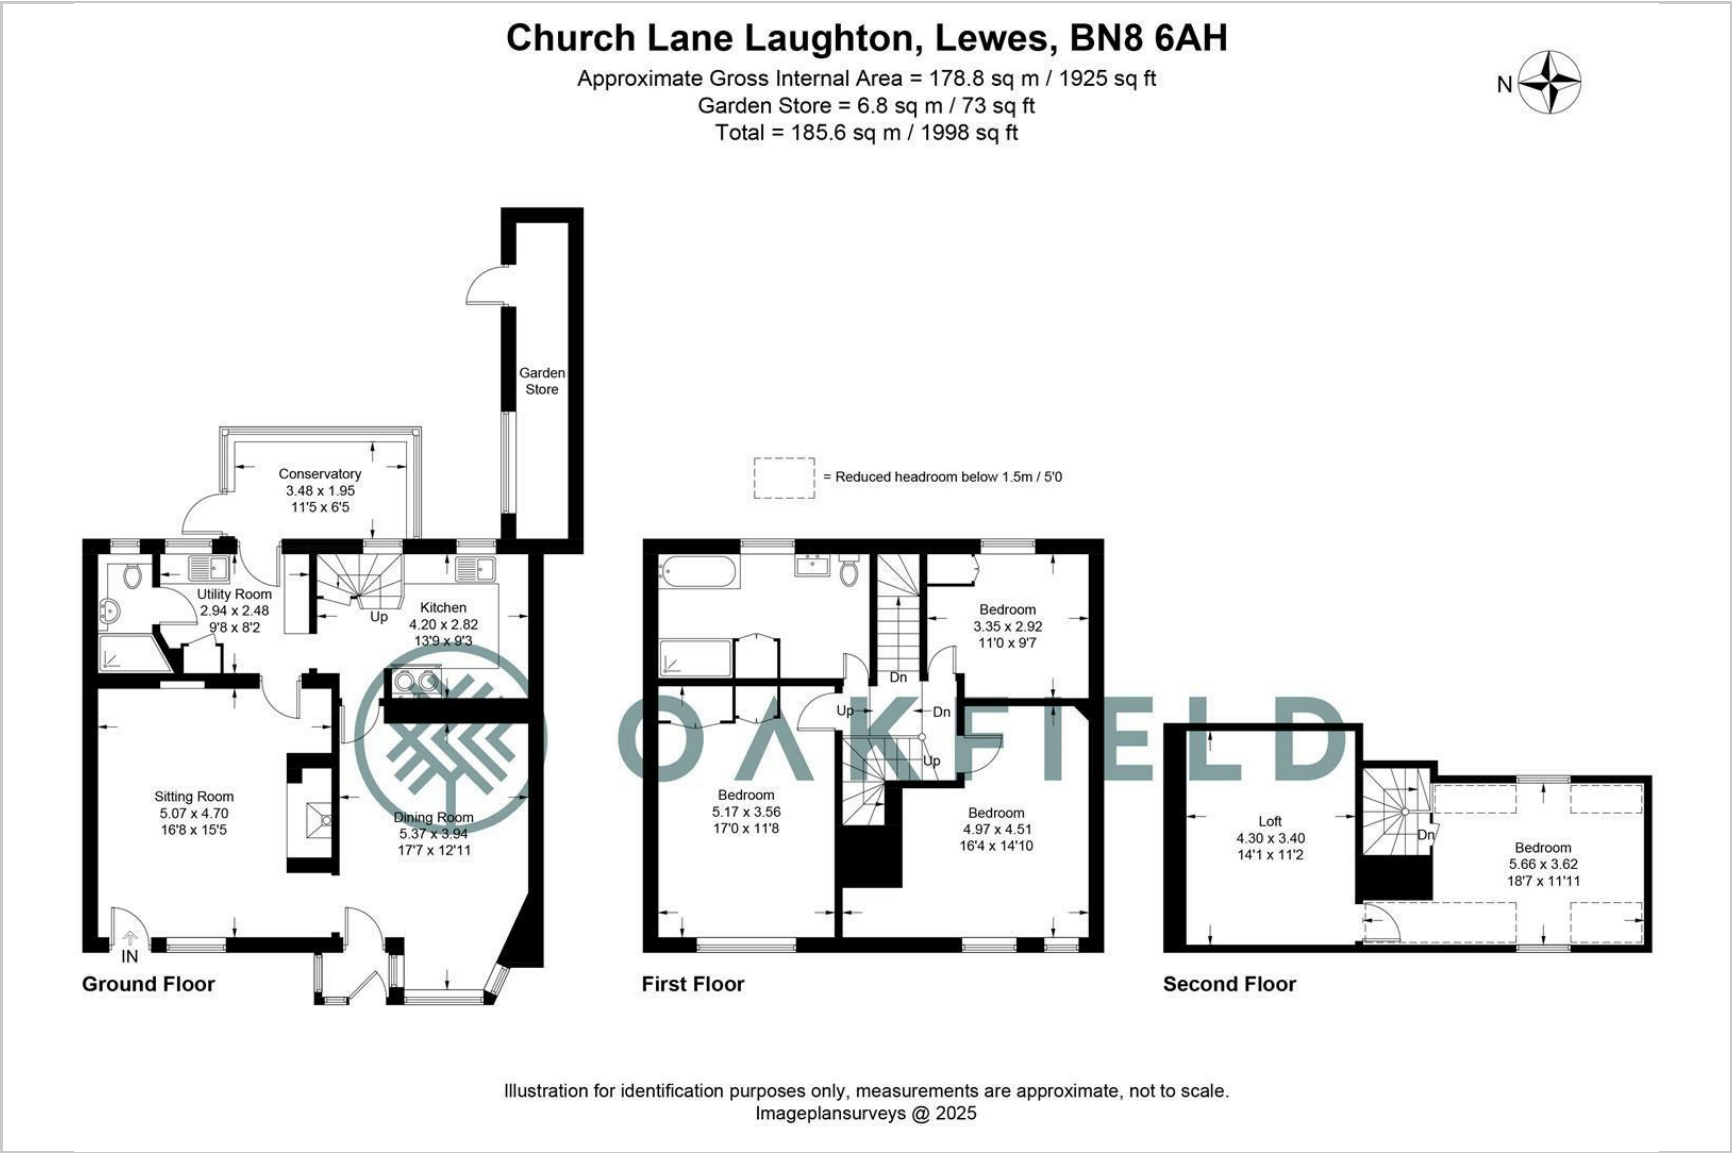 Church Lane Laughton, Lewes, BN8 6AH
Approximate Gross Internal Area = 178.8 sq m / 1925 sq ft
Garden Store = 6.8 sq m / 73 sq ft
Total = 185.6 sq m / 1998 sq ft
N
Garden
Store
Conservatory
3.48 x 1.95
11'5 x 6'5
Utility Room
2.94 x 2.48
9'8 x 8'2
Up
Kitchen
4.20 x 2.82
13'9 x 9'3
Sitting Room
5.07 x 4.70
16'8 x 15'5
Dining Room
5.37 x 3.94
17'7 x 12'11
IN
Ground Floor
= Reduced headroom below 1.5m / 5'0
Bedroom
3.35 x 2.92
11'0 x 9'7
Dn
Up
Dn
Up
Bedroom
5.17 x 3.56
17'0 x 11'8
Bedroom
4.97 x 4.51
16'4 x 14'10
First Floor
OAKFIELD
Loft
4.30 x 3.40
14'1 x 11'2
Dn
Bedroom
5.66 x 3.62
18'7 x 11'11
Second Floor
Illustration for identification purposes only, measurements are approximate, not to scale.
Imageplansurveys @ 2025